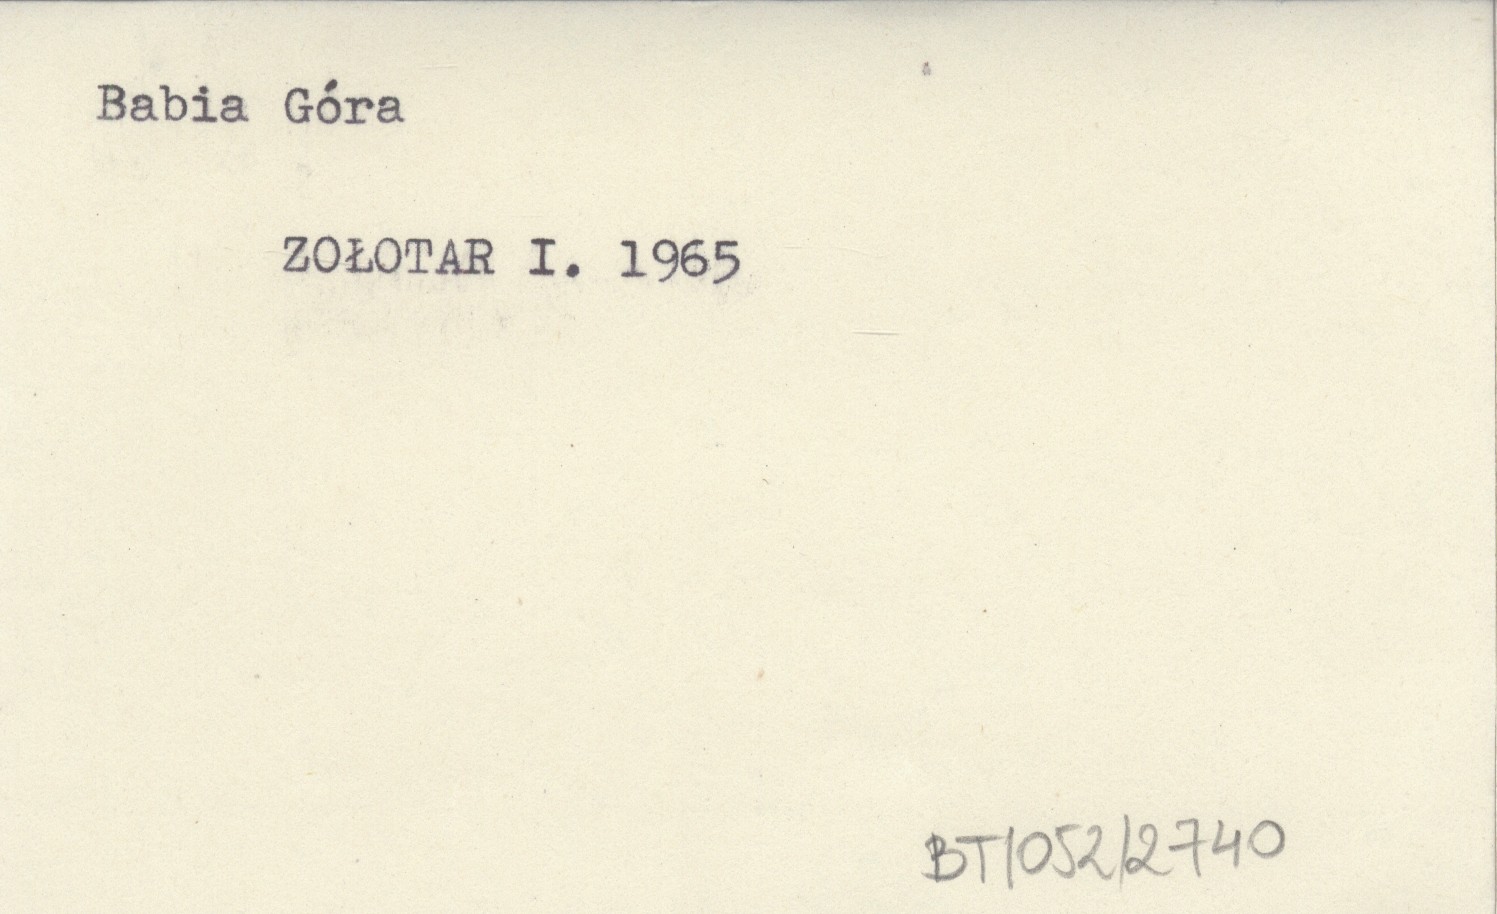 Babia Góra
ZOŁOTAR I. 1965
BT/052/2740